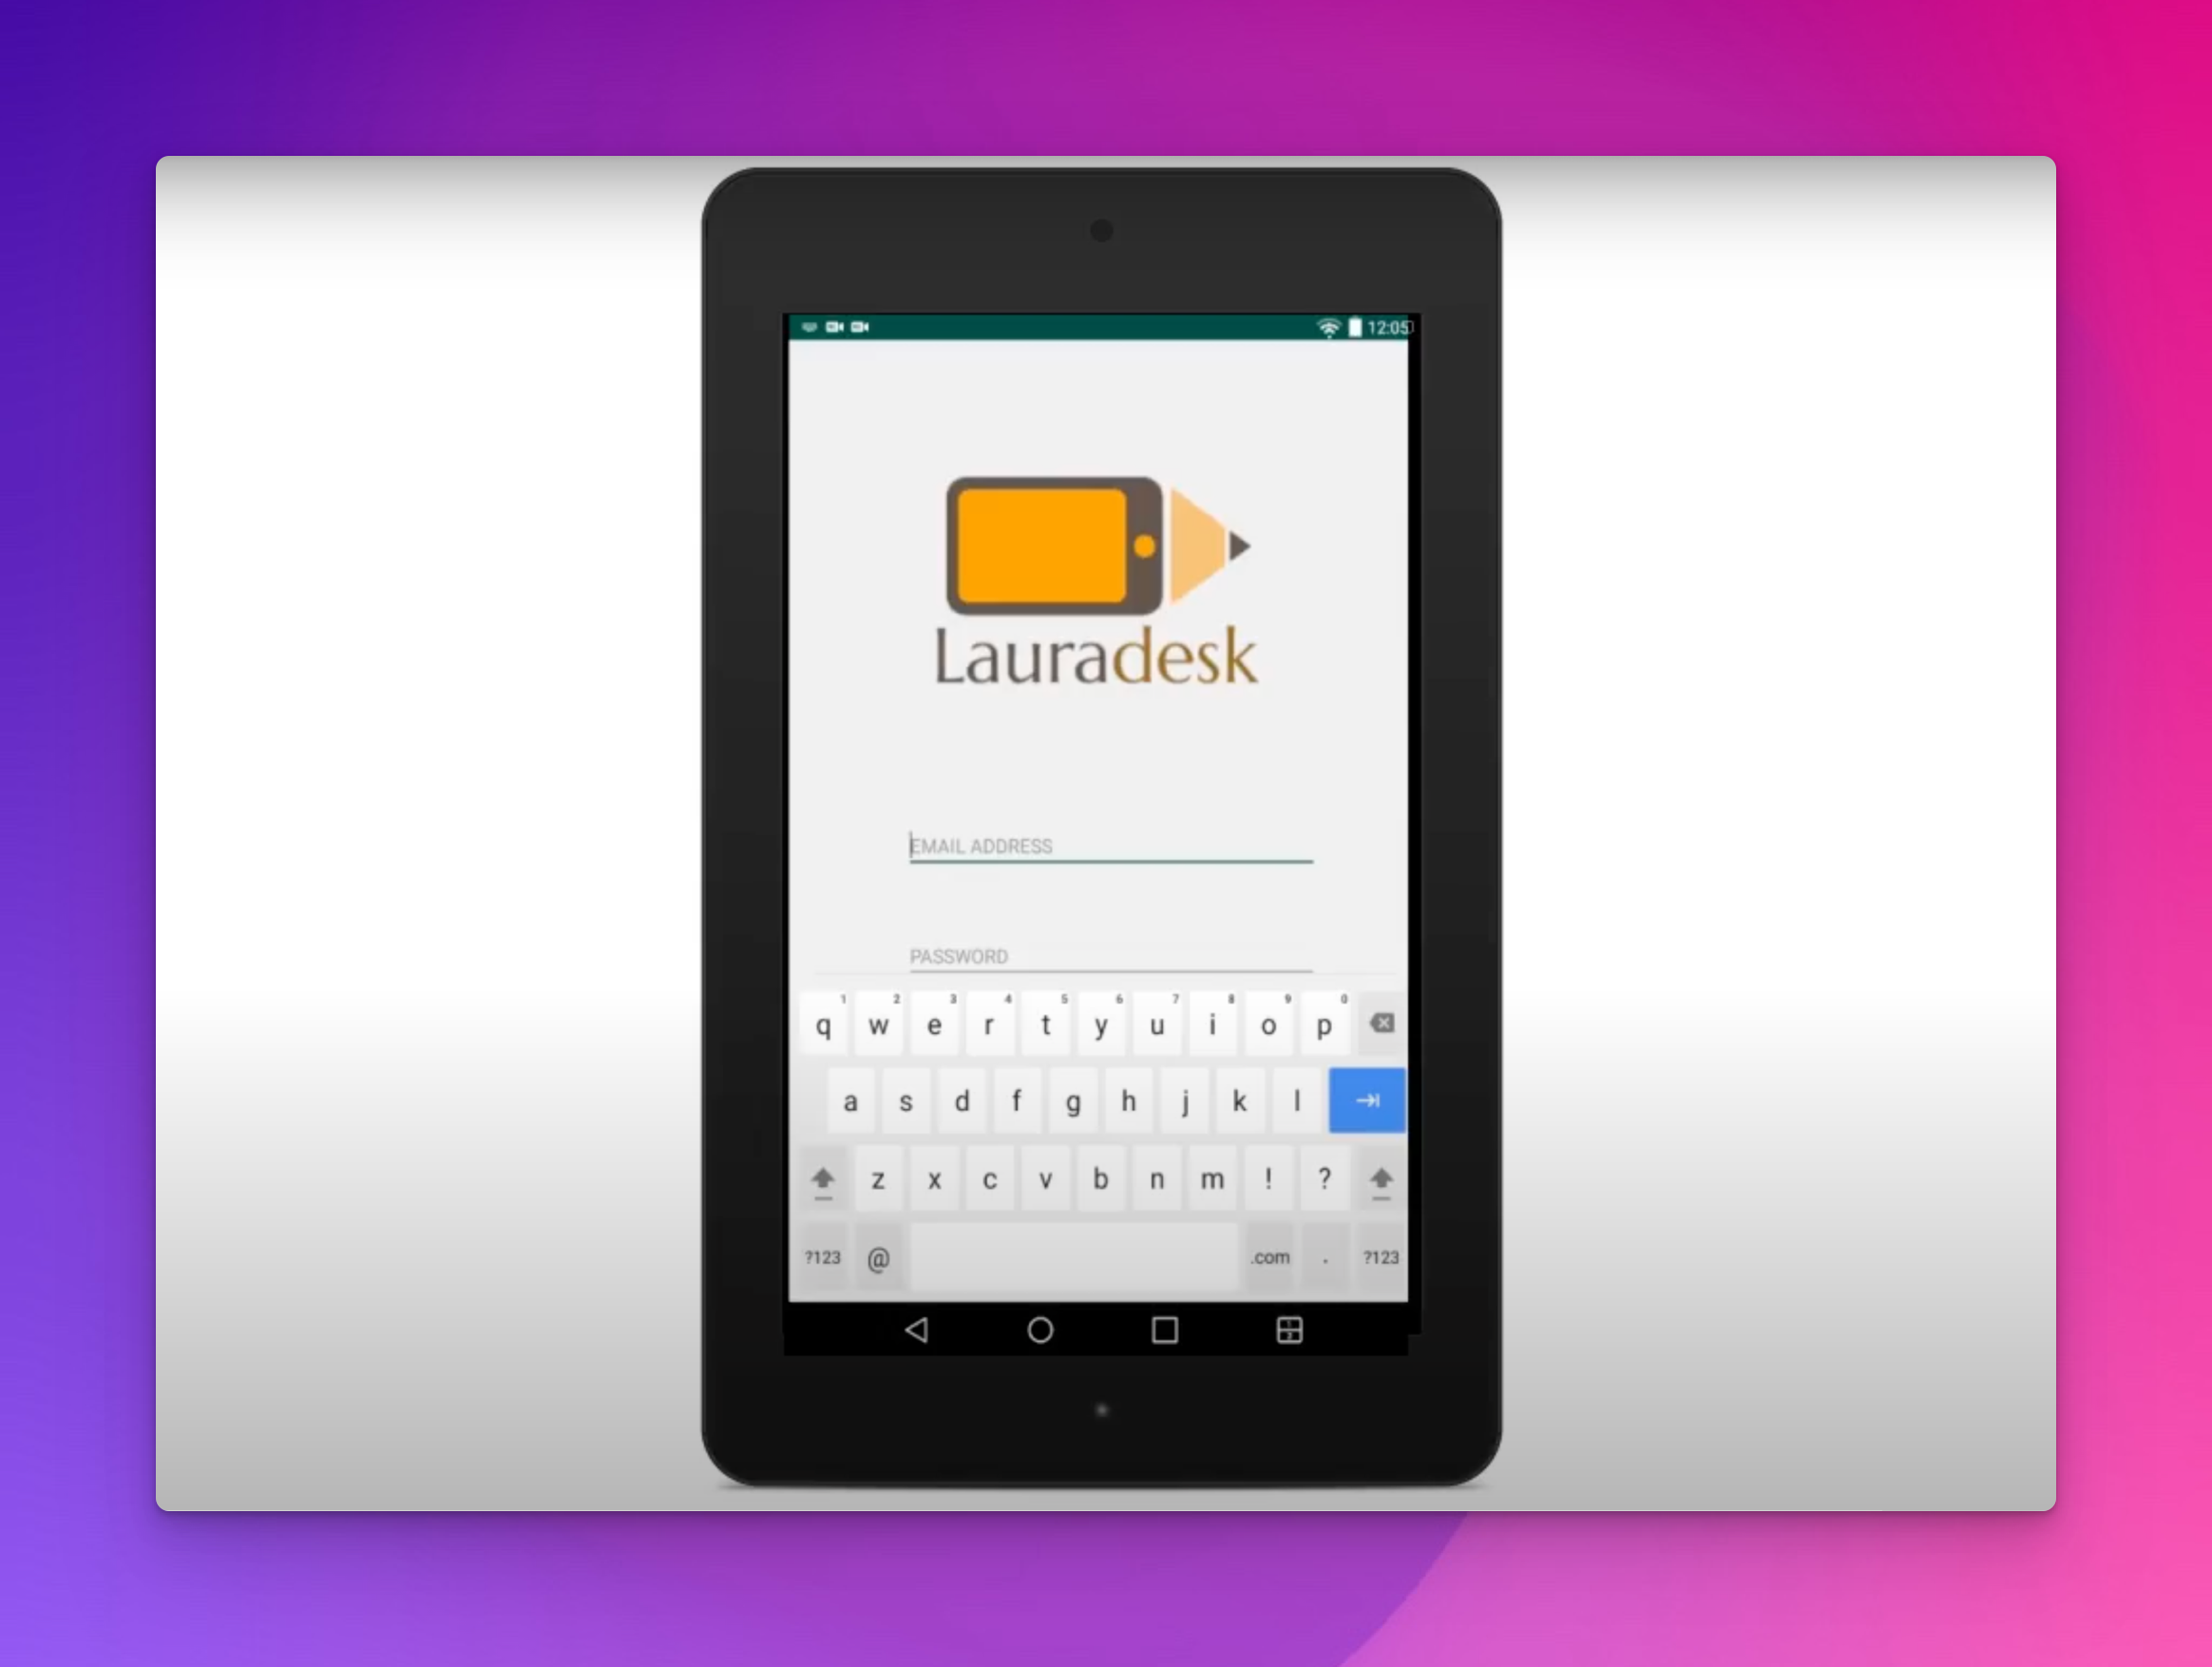 12:05
Lauradesk
EMAIL ADDRESS
PASSWORD
1 2 3 4 5 6 7 8 9 0
q w e r t y u i o p
a s d f g h j k l
z x c v b n m ! ?
?123 @ .com . ?123